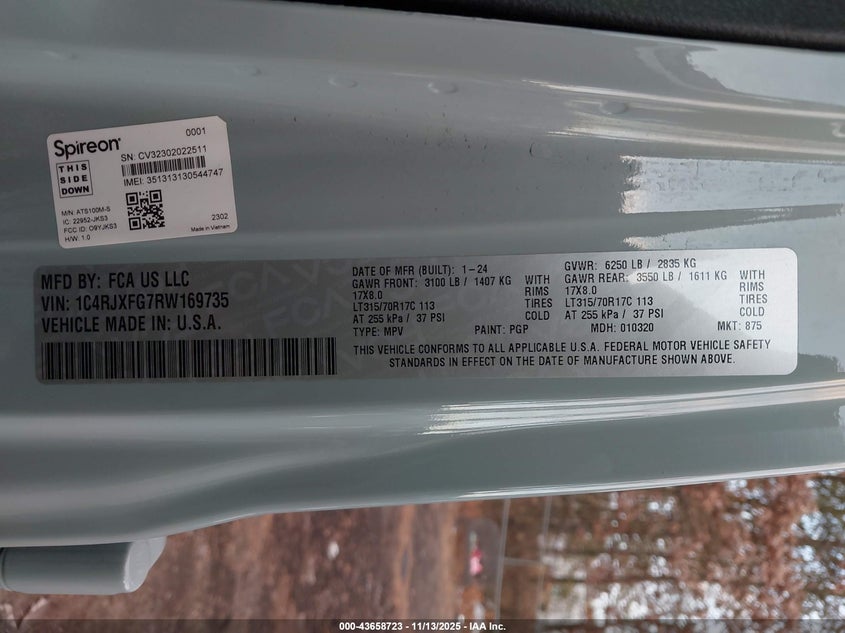 Spireon® 0001
THIS SIDE DOWN
SN: CV32302022511
IMEI: 351313130544747
M/N: ATS100M-S
IC: 22952-JKS3
FCC ID: O9YJKS3
H/W: 1.0
2302
Made in Vietnam
MFD BY: FCA US LLC
VIN: 1C4RJXFG7RW169735
VEHICLE MADE IN: U.S.A.
DATE OF MFR (BUILT): 1-24 GVWR: 6250 LB / 2835 KG
GAWR FRONT: 3100 LB / 1407 KG WITH GAWR REAR: 3550 LB / 1611 KG WITH
17X8.0 RIMS 17X8.0 RIMS
LT315/70R17C 113 TIRES LT315/70R17C 113 TIRES
AT 255 kPa / 37 PSI COLD AT 255 kPa / 37 PSI COLD
TYPE: MPV PAINT: PGP MDH: 010320 MKT: 875
THIS VEHICLE CONFORMS TO ALL APPLICABLE U.S.A. FEDERAL MOTOR VEHICLE SAFETY
STANDARDS IN EFFECT ON THE DATE OF MANUFACTURE SHOWN ABOVE.
000-43658723 - 11/13/2025 - IAA Inc.